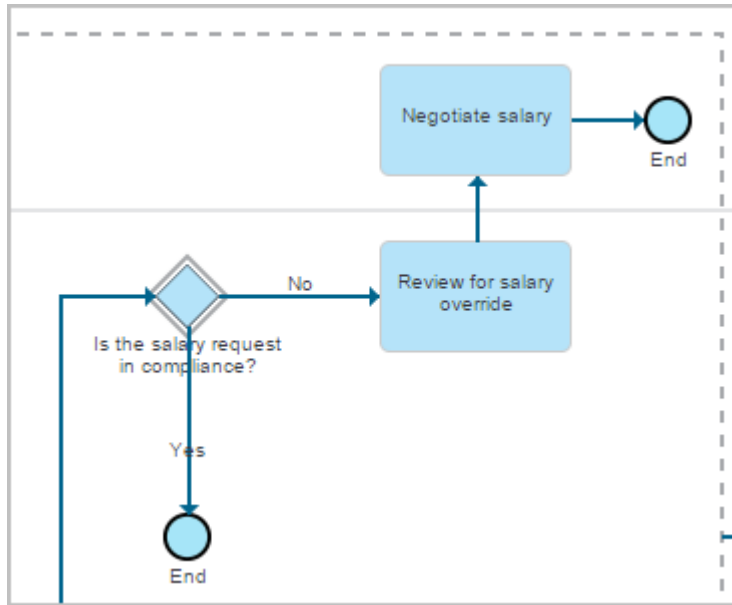 Negotiate salary
End
No
Review for salary
override
Is the salary request
in compliance?
Yes
End